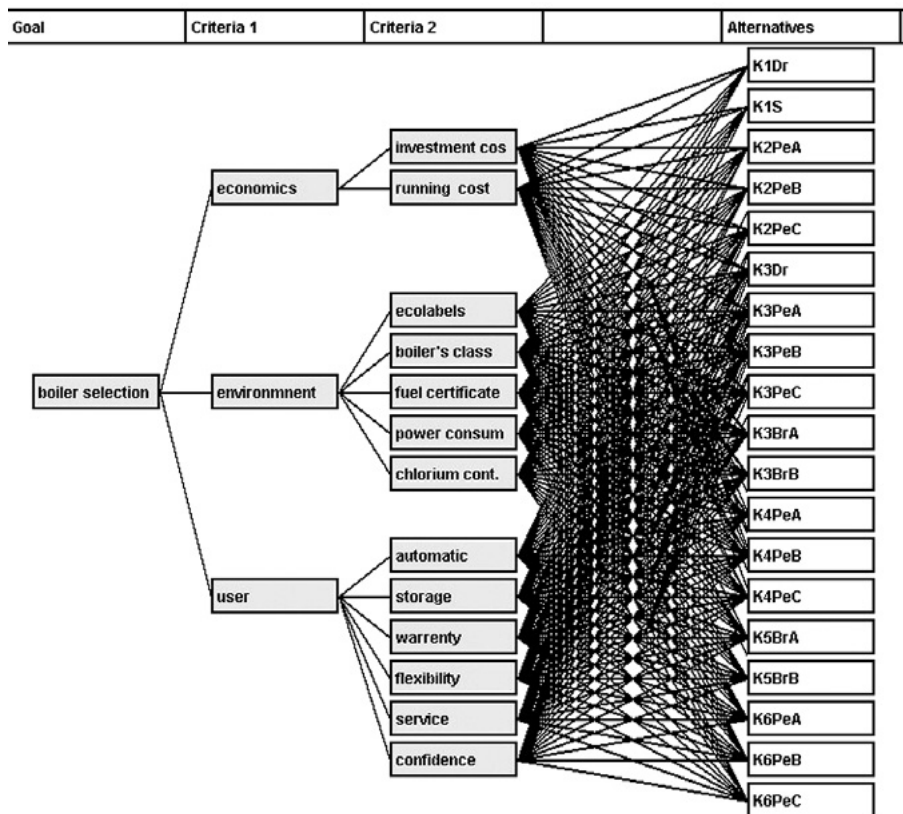 Goal
Criteria 1
Criteria 2
Alternatives
boiler selection
economics
environmnent
user
investment cos
running cost
ecolabels
boiler's class
fuel certificate
power consum
chlorium cont.
automatic
storage
warrenty
flexibility
service
confidence
K1Dr
K1S
K2PeA
K2PeB
K2PeC
K3Dr
K3PeA
K3PeB
K3PeC
K3BrA
K3BrB
K4PeA
K4PeB
K4PeC
K5BrA
K5BrB
K6PeA
K6PeB
K6PeC